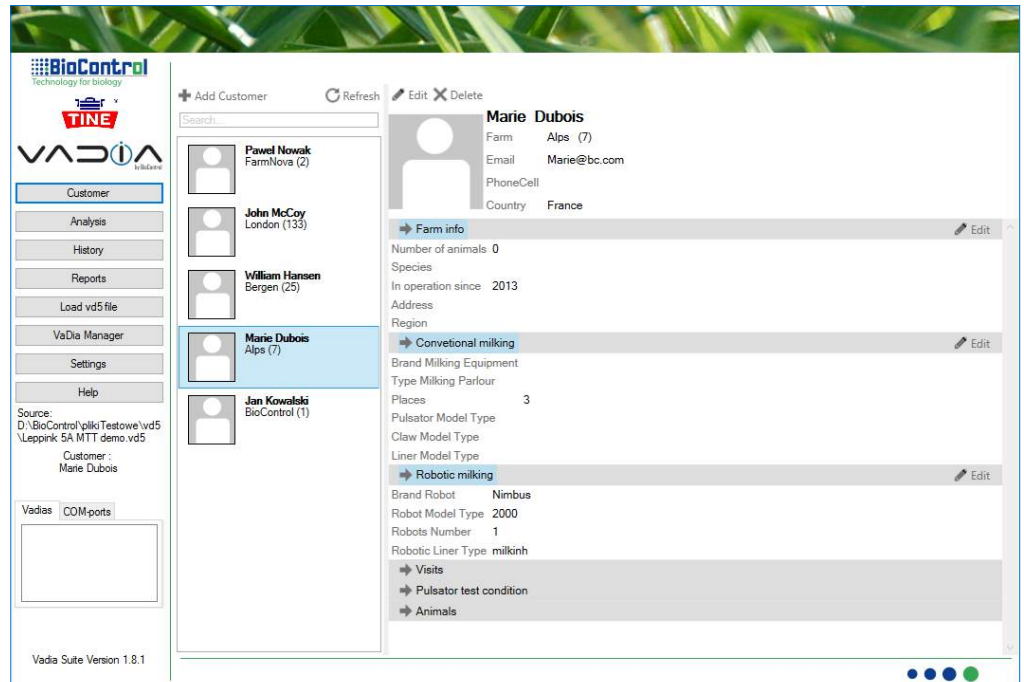 BioControl
Technology for biology
TINE
VADIA
by BioControl
Customer
Analysis
History
Reports
Load vd5 file
VaDia Manager
Settings
Help
Source:
D:\BioControl\plikiTestowe\vd5
\Leppink 5A MTT demo.vd5
Customer :
Marie Dubois
Vadias COM-ports
Vadia Suite Version 1.8.1
Add Customer Refresh
Search...
Pawel Nowak
FarmNova (2)
John McCoy
London (133)
William Hansen
Bergen (25)
Marie Dubois
Alps (7)
Jan Kowalski
BioControl (1)
Edit Delete
Marie Dubois
Farm Alps (7)
Email Marie@bc.com
PhoneCell
Country France
Farm info Edit
Number of animals 0
Species
In operation since 2013
Address
Region
Convetional milking Edit
Brand Milking Equipment
Type Milking Parlour
Places 3
Pulsator Model Type
Claw Model Type
Liner Model Type
Robotic milking Edit
Brand Robot Nimbus
Robot Model Type 2000
Robots Number 1
Robotic Liner Type milkinh
Visits
Pulsator test condition
Animals